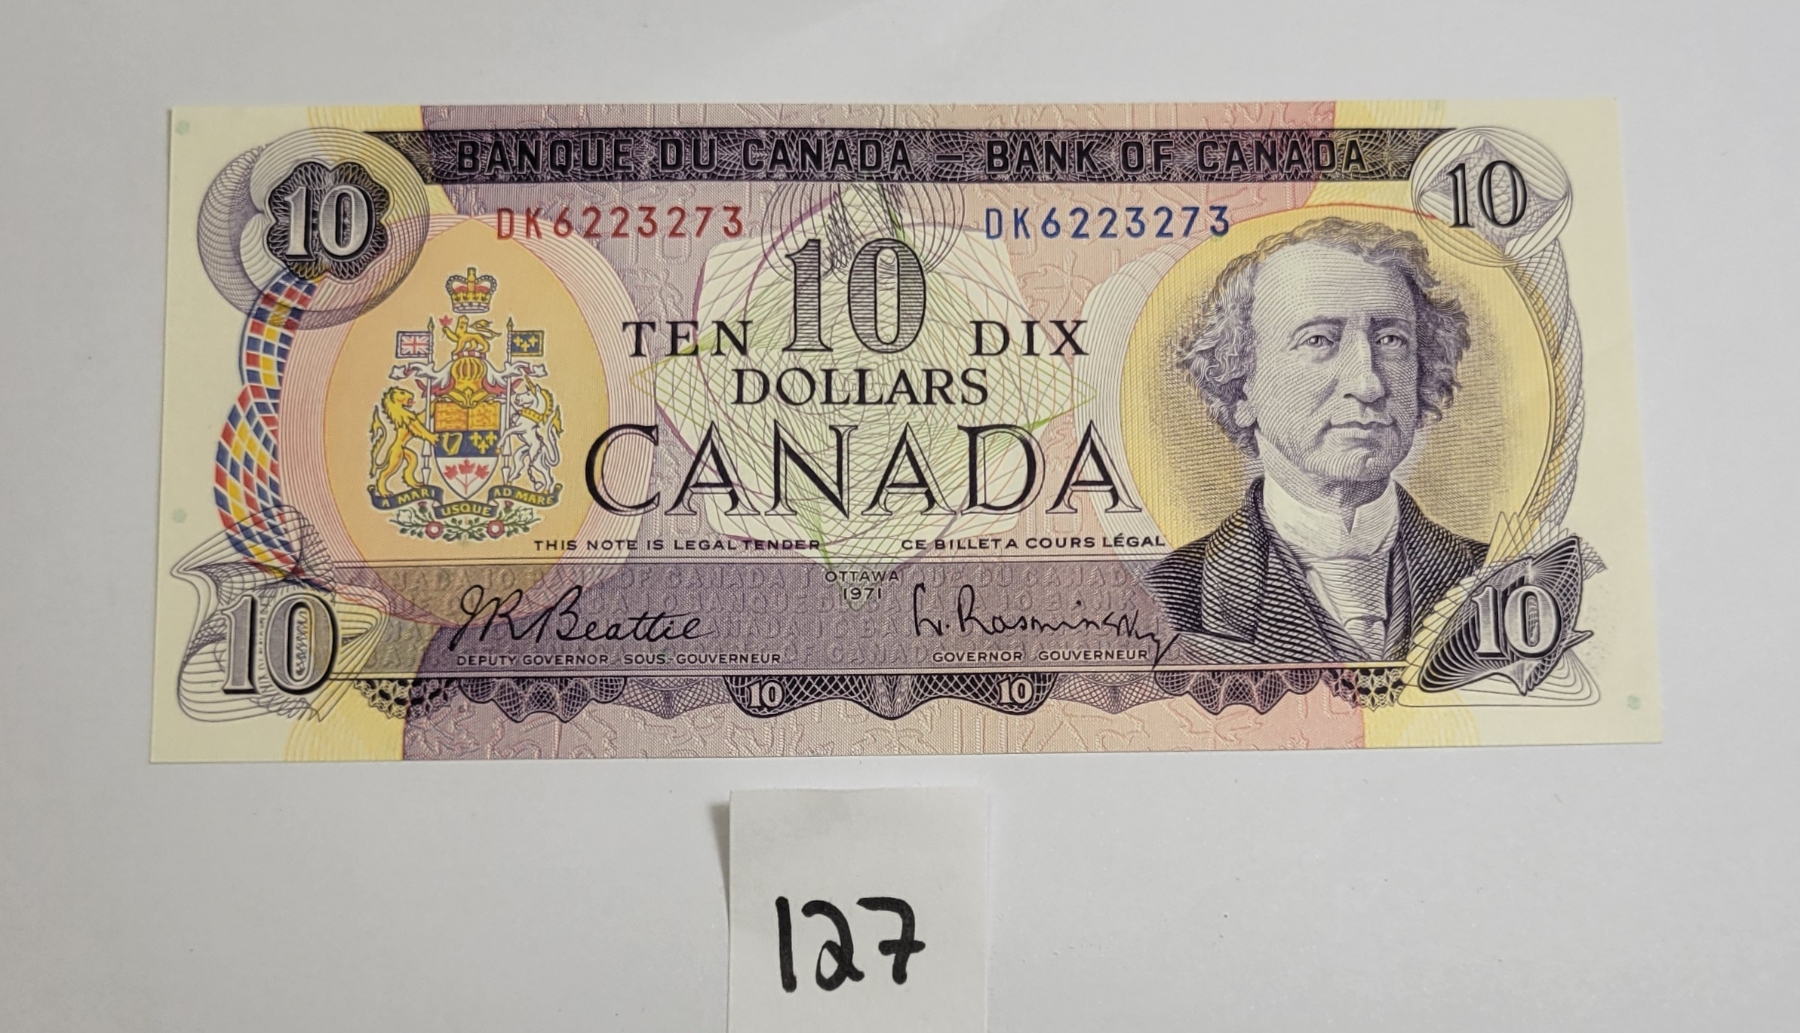 BANQUE DU CANADA – BANK OF CANADA
10
10
DK6223273
DK6223273
10
TEN
DIX
DOLLARS
CANADA
A MARI
USQUE
AD MARE
THIS NOTE IS LEGAL TENDER
CE BILLET A COURS LÉGAL
OTTAWA
1971
J.R. Beattie
L. Rasminsky
DEPUTY GOVERNOR - SOUS-GOUVERNEUR
GOVERNOR GOUVERNEUR
10
10
10
10
127